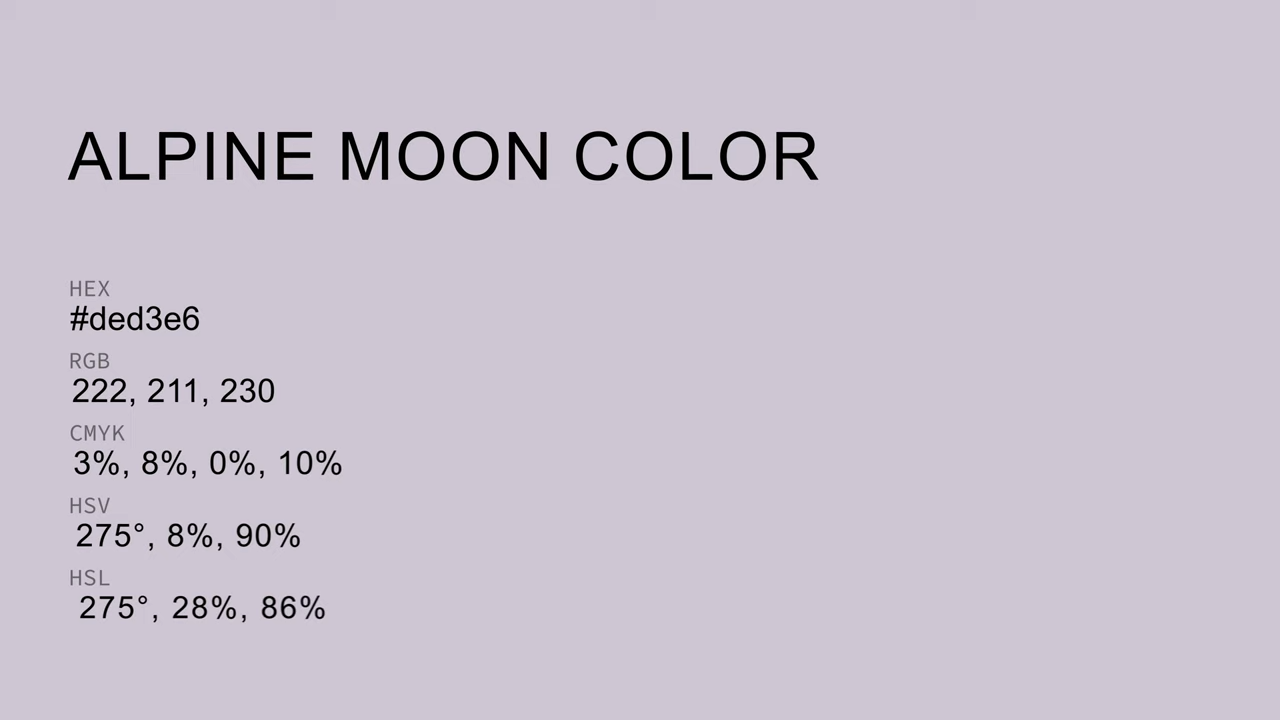 ALPINE MOON COLOR
HEX
#ded3e6
RGB
222, 211, 230
CMYK
3%, 8%, 0%, 10%
HSV
275°, 8%, 90%
HSL
275°, 28%, 86%